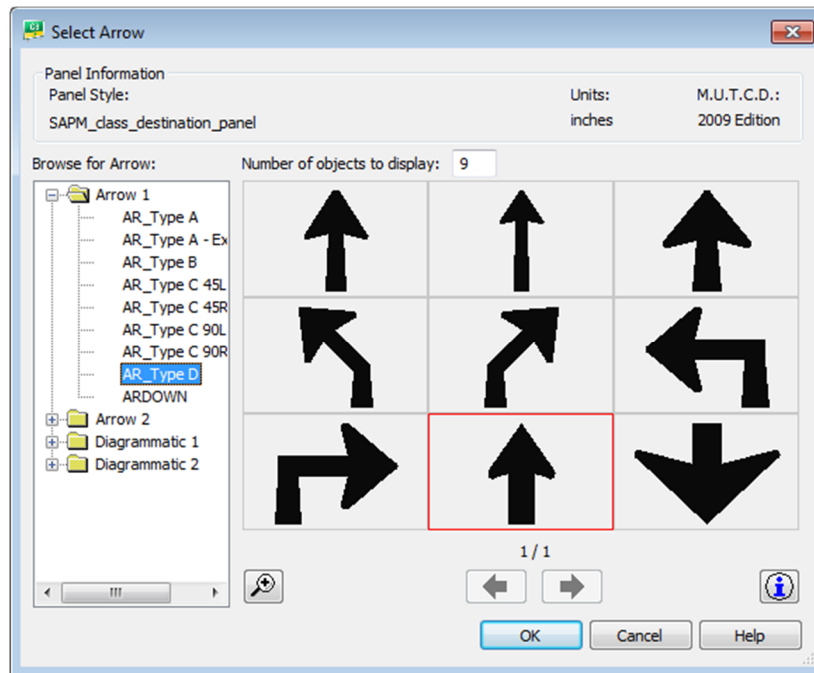 Select Arrow
Panel Information
Panel Style: Units: M.U.T.C.D.:
SAPM_class_destination_panel inches 2009 Edition
Browse for Arrow: Number of objects to display: 9
Arrow 1
AR_Type A
AR_Type A - Ex
AR_Type B
AR_Type C 45L
AR_Type C 45R
AR_Type C 90L
AR_Type C 90R
AR_Type D
ARDOWN
Arrow 2
Diagrammatic 1
Diagrammatic 2
1 / 1
OK Cancel Help